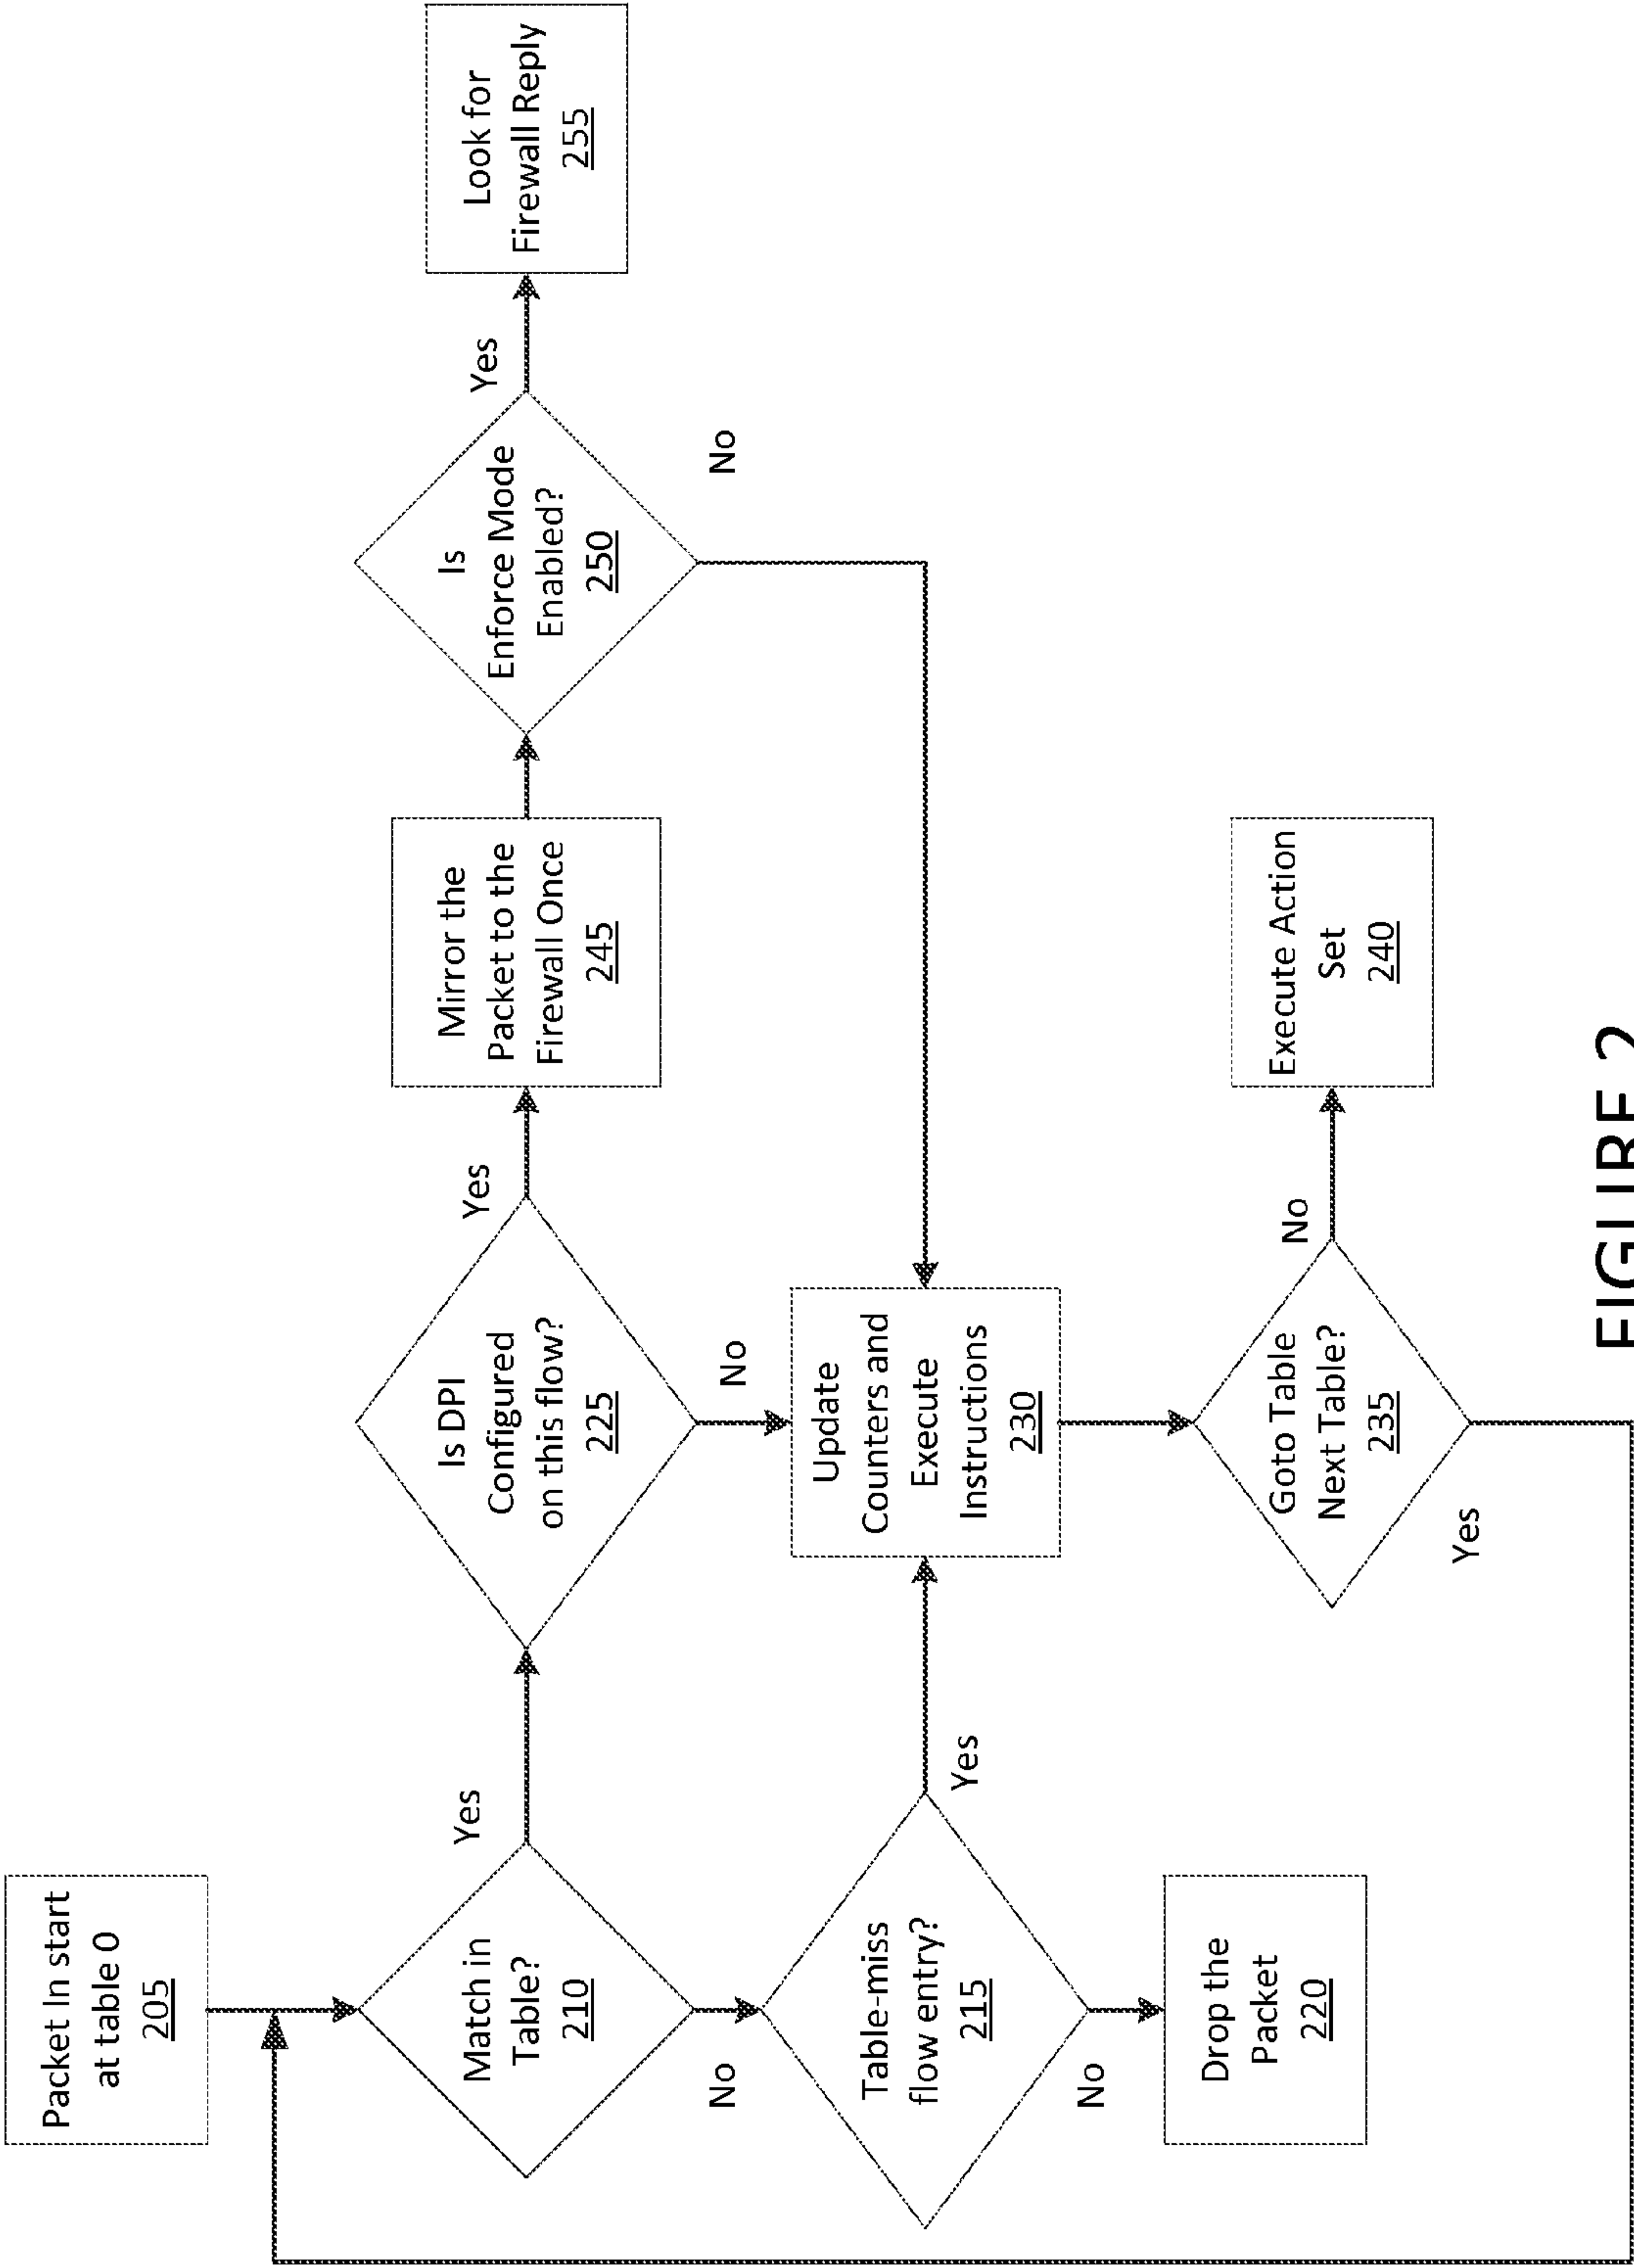 Packet In start
at table 0
205
Match in
Table?
210
Yes
No
Table-miss
flow entry?
215
Yes
No
Drop the
Packet
220
Is DPI
Configured
on this flow?
225
Yes
No
Update
Counters and
Execute
Instructions
230
Goto Table
Next Table?
235
No
Yes
Execute Action
Set
240
Mirror the
Packet to the
Firewall Once
245
Is
Enforce Mode
Enabled?
250
Yes
No
Look for
Firewall Reply
255
FIGURE 2